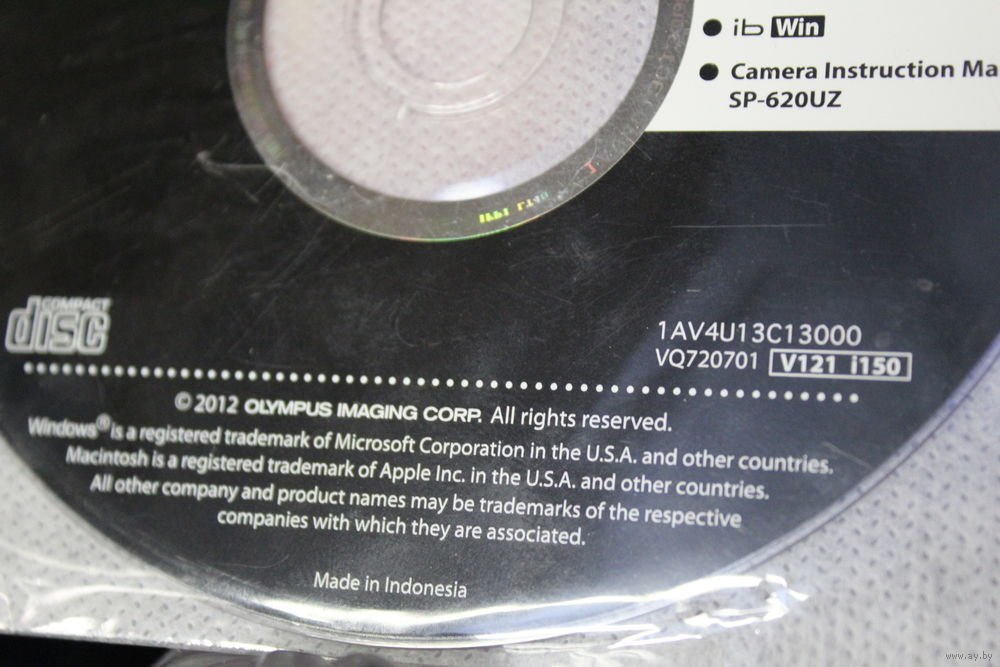 ● ib Win
● Camera Instruction Ma
SP-620UZ
COMPACT
disc
1AV4U13C13000
VQ720701 V121 i150
© 2012 OLYMPUS IMAGING CORP. All rights reserved.
Windows® is a registered trademark of Microsoft Corporation in the U.S.A. and other countries.
Macintosh is a registered trademark of Apple Inc. in the U.S.A. and other countries.
All other company and product names may be trademarks of the respective
companies with which they are associated.
Made in Indonesia
www.ay.by